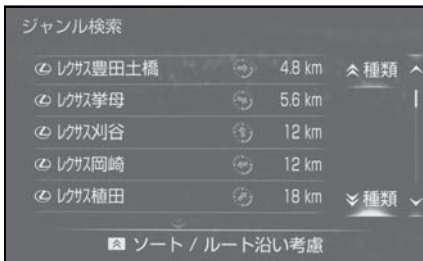 ジャンル検索
レクサス豊田土橋 4.8 km
種類
レクサス挙母 5.6 km
レクサス刈谷 12 km
レクサス岡崎 12 km
レクサス植田 18 km
種類
ソート / ルート沿い考慮